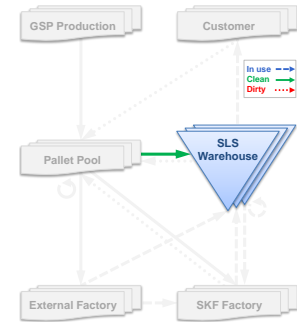 GSP Production
Customer
In use
Clean
Dirty
SLS
Warehouse
Pallet Pool
External Factory
SKF Factory